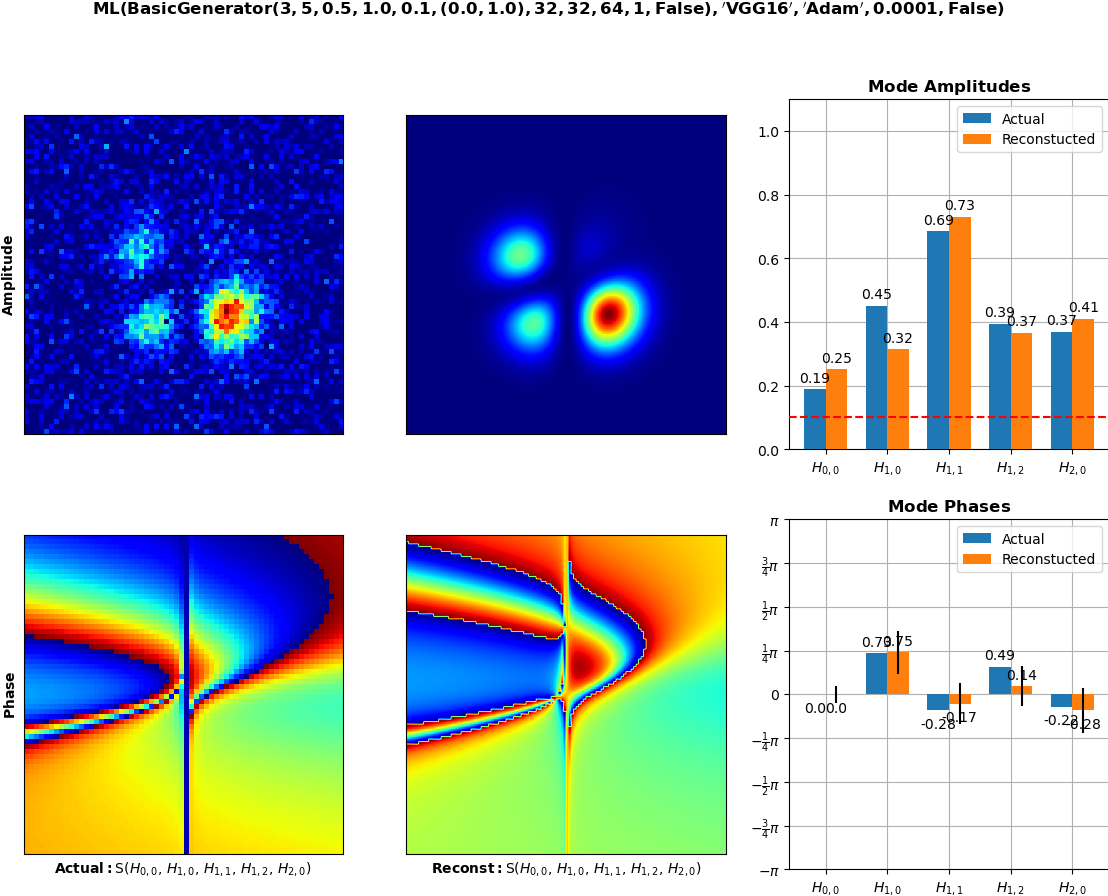 ML(BasicGenerator(3, 5, 0.5, 1.0, 0.1, (0.0, 1.0), 32, 32, 64, 1, False), 'VGG16', 'Adam', 0.0001, False)
Amplitude
Mode Amplitudes
Actual
Reconstucted
1.0
0.8
0.6
0.4
0.2
0.0
0.19
0.25
0.45
0.32
0.69
0.73
0.39
0.37
0.37
0.41
H0,0
H1,0
H1,1
H1,2
H2,0
Phase
Actual: S(H0,0, H1,0, H1,1, H1,2, H2,0)
Reconst: S(H0,0, H1,0, H1,1, H1,2, H2,0)
Mode Phases
Actual
Reconstucted
π
3/4π
1/2π
1/4π
0
−1/4π
−1/2π
−3/4π
−π
0.00
0.0
0.73
0.75
-0.28
-0.17
0.49
0.14
-0.22
-0.28
H0,0
H1,0
H1,1
H1,2
H2,0